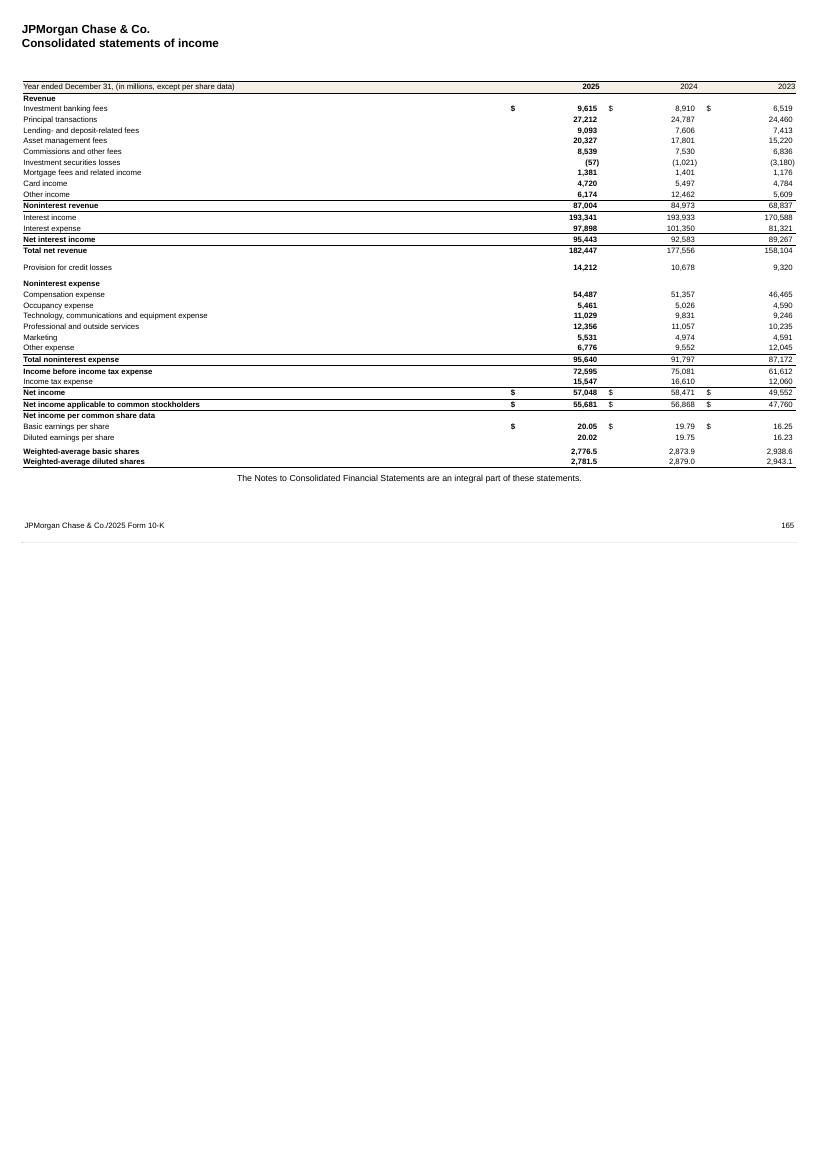 JPMorgan Chase & Co.
Consolidated statements of income
Year ended December 31, (in millions, except per share data) 2025 2024 2023
Revenue
Investment banking fees $ 9,615 $ 8,910 $ 6,519
Principal transactions 27,212 24,787 24,460
Lending- and deposit-related fees 9,093 7,606 7,413
Asset management fees 20,327 17,801 15,220
Commissions and other fees 8,539 7,530 6,836
Investment securities losses (57) (1,021) (3,180)
Mortgage fees and related income 1,381 1,401 1,176
Card income 4,720 5,497 4,784
Other income 6,174 12,462 5,609
Noninterest revenue 87,004 84,973 68,837
Interest income 193,341 193,933 170,588
Interest expense 97,898 101,350 81,321
Net interest income 95,443 92,583 89,267
Total net revenue 182,447 177,556 158,104
Provision for credit losses 14,212 10,678 9,320
Noninterest expense
Compensation expense 54,487 51,357 46,465
Occupancy expense 5,461 5,026 4,590
Technology, communications and equipment expense 11,029 9,831 9,246
Professional and outside services 12,356 11,057 10,235
Marketing 5,531 4,974 4,591
Other expense 6,776 9,552 12,045
Total noninterest expense 95,640 91,797 87,172
Income before income tax expense 72,595 75,081 61,612
Income tax expense 15,547 16,610 12,060
Net income $ 57,048 $ 58,471 $ 49,552
Net income applicable to common stockholders $ 55,681 $ 56,868 $ 47,760
Net income per common share data
Basic earnings per share $ 20.05 $ 19.79 $ 16.25
Diluted earnings per share 20.02 19.75 16.23
Weighted-average basic shares 2,776.5 2,873.9 2,938.6
Weighted-average diluted shares 2,781.5 2,879.0 2,943.1
The Notes to Consolidated Financial Statements are an integral part of these statements.
JPMorgan Chase & Co./2025 Form 10-K 165